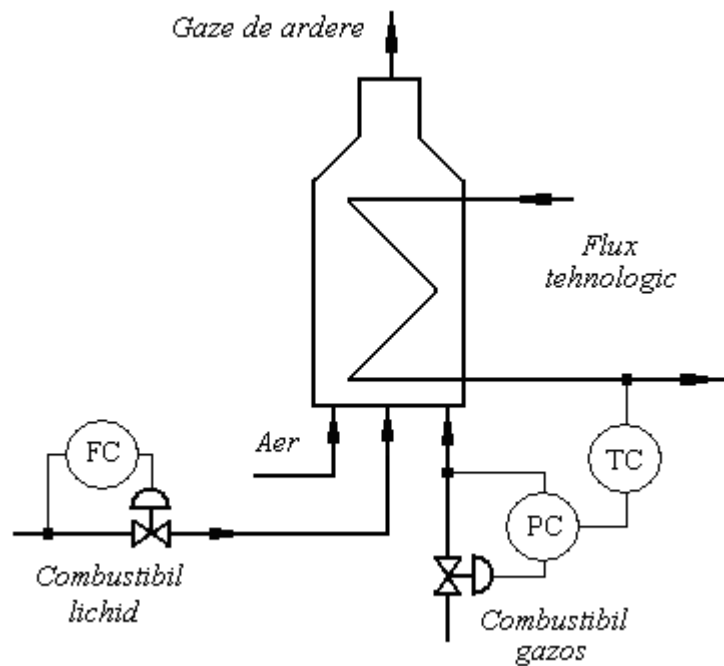 Gaze de ardere
Flux
tehnologic
Aer
FC
TC
PC
Combustibil
lichid
Combustibil
gazos